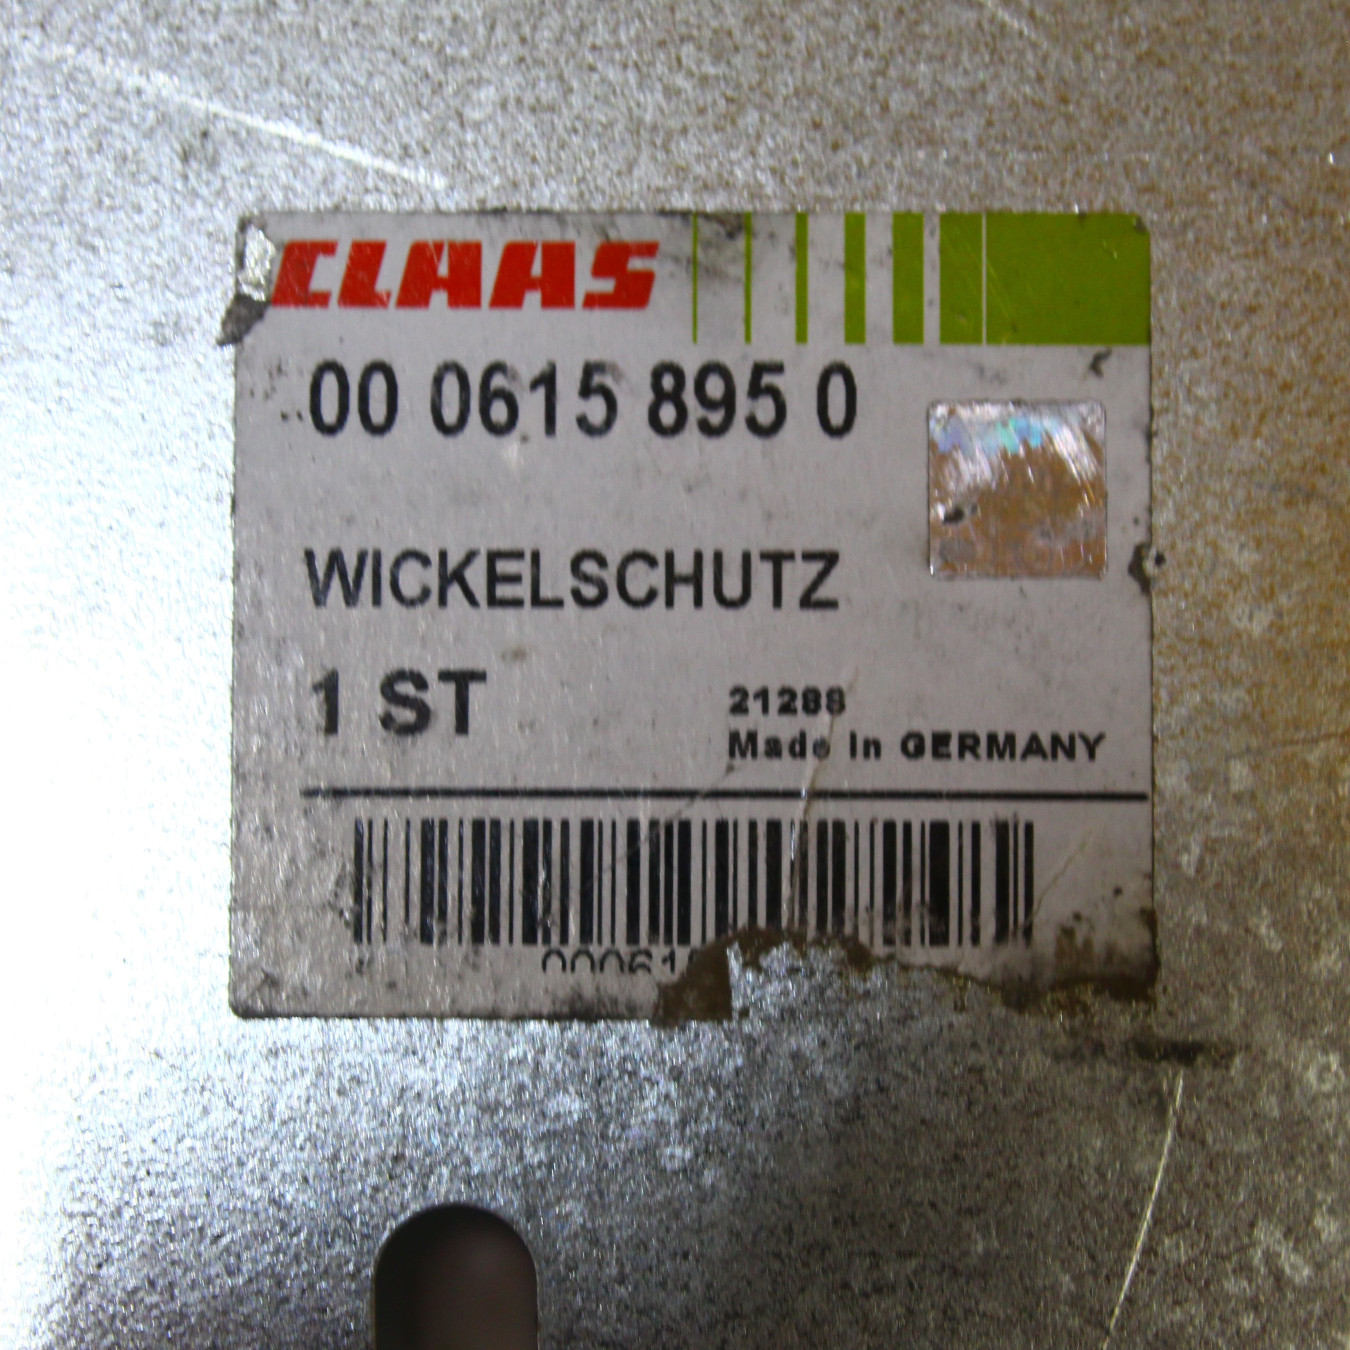 CLAAS
00 0615 895 0
WICKELSCHUTZ
1 ST
21288
Made In GERMANY